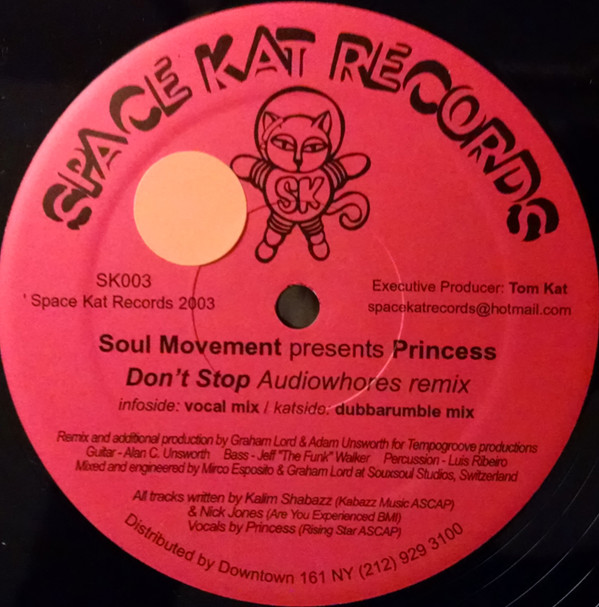 SPACE KAT RECORDS
SK
SK003
' Space Kat Records 2003
Executive Producer: Tom Kat
spacekatrecords@hotmail.com
Soul Movement presents Princess
Don't Stop Audiowhores remix
infoside: vocal mix / katside: dubbarumble mix
Remix and additional production by Graham Lord & Adam Unsworth for Tempogroove productions
Guitar - Alan C. Unsworth Bass - Jeff "The Funk" Walker Percussion - Luis Ribeiro
Mixed and engineered by Mirco Esposito & Graham Lord at Souxsoul Studios, Switzerland
All tracks written by Kalim Shabazz (Kabazz Music ASCAP)
& Nick Jones (Are You Experienced BMI)
Vocals by Princess (Rising Star ASCAP)
Distributed by Downtown 161 NY (212) 929 3100